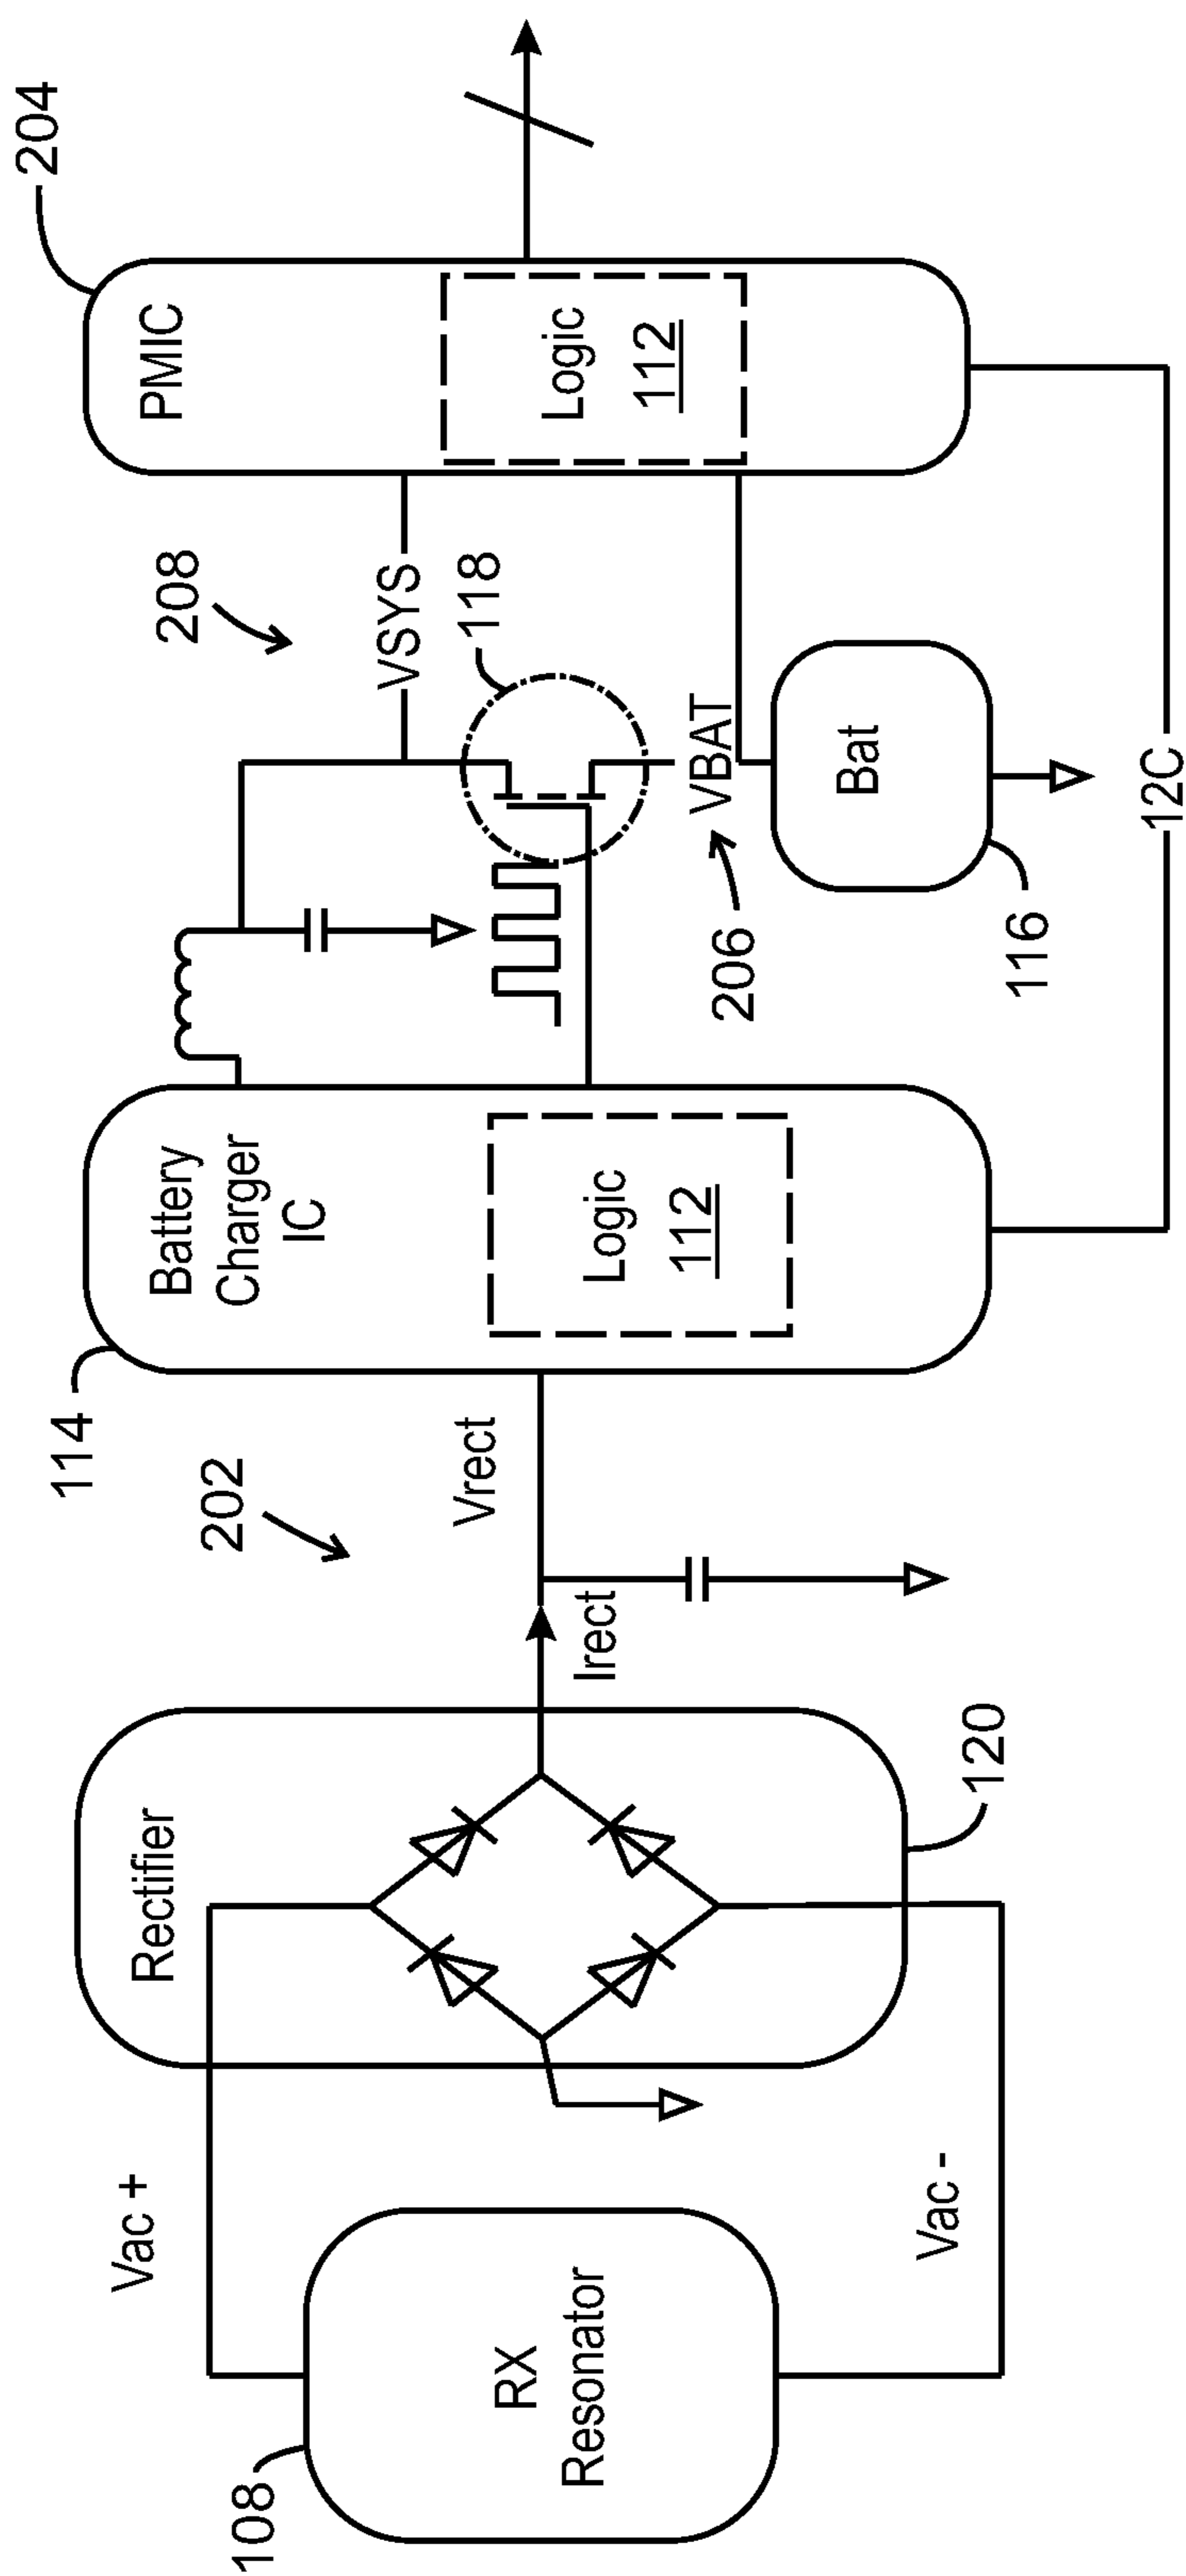 108
RX
Resonator
Vac +
Vac -
Rectifier
120
Irect
202
Vrect
114
Battery
Charger
IC
Logic
112
206
VBAT
208
VSYS
118
Bat
116
12C
204
PMIC
Logic
112